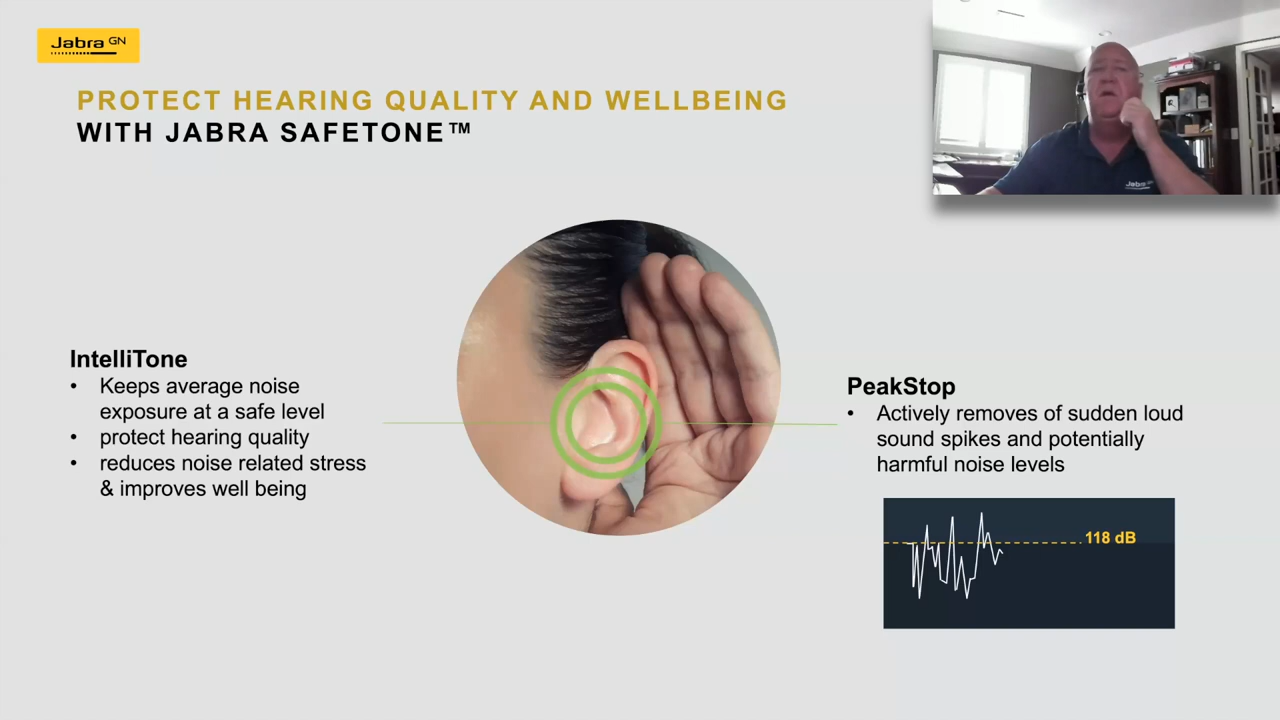 Jabra GN
PROTECT HEARING QUALITY AND WELLBEING
WITH JABRA SAFETONE™
IntelliTone
• Keeps average noise
exposure at a safe level
• protect hearing quality
• reduces noise related stress
& improves well being
PeakStop
• Actively removes of sudden loud
sound spikes and potentially
harmful noise levels
118 dB
Jabra GN